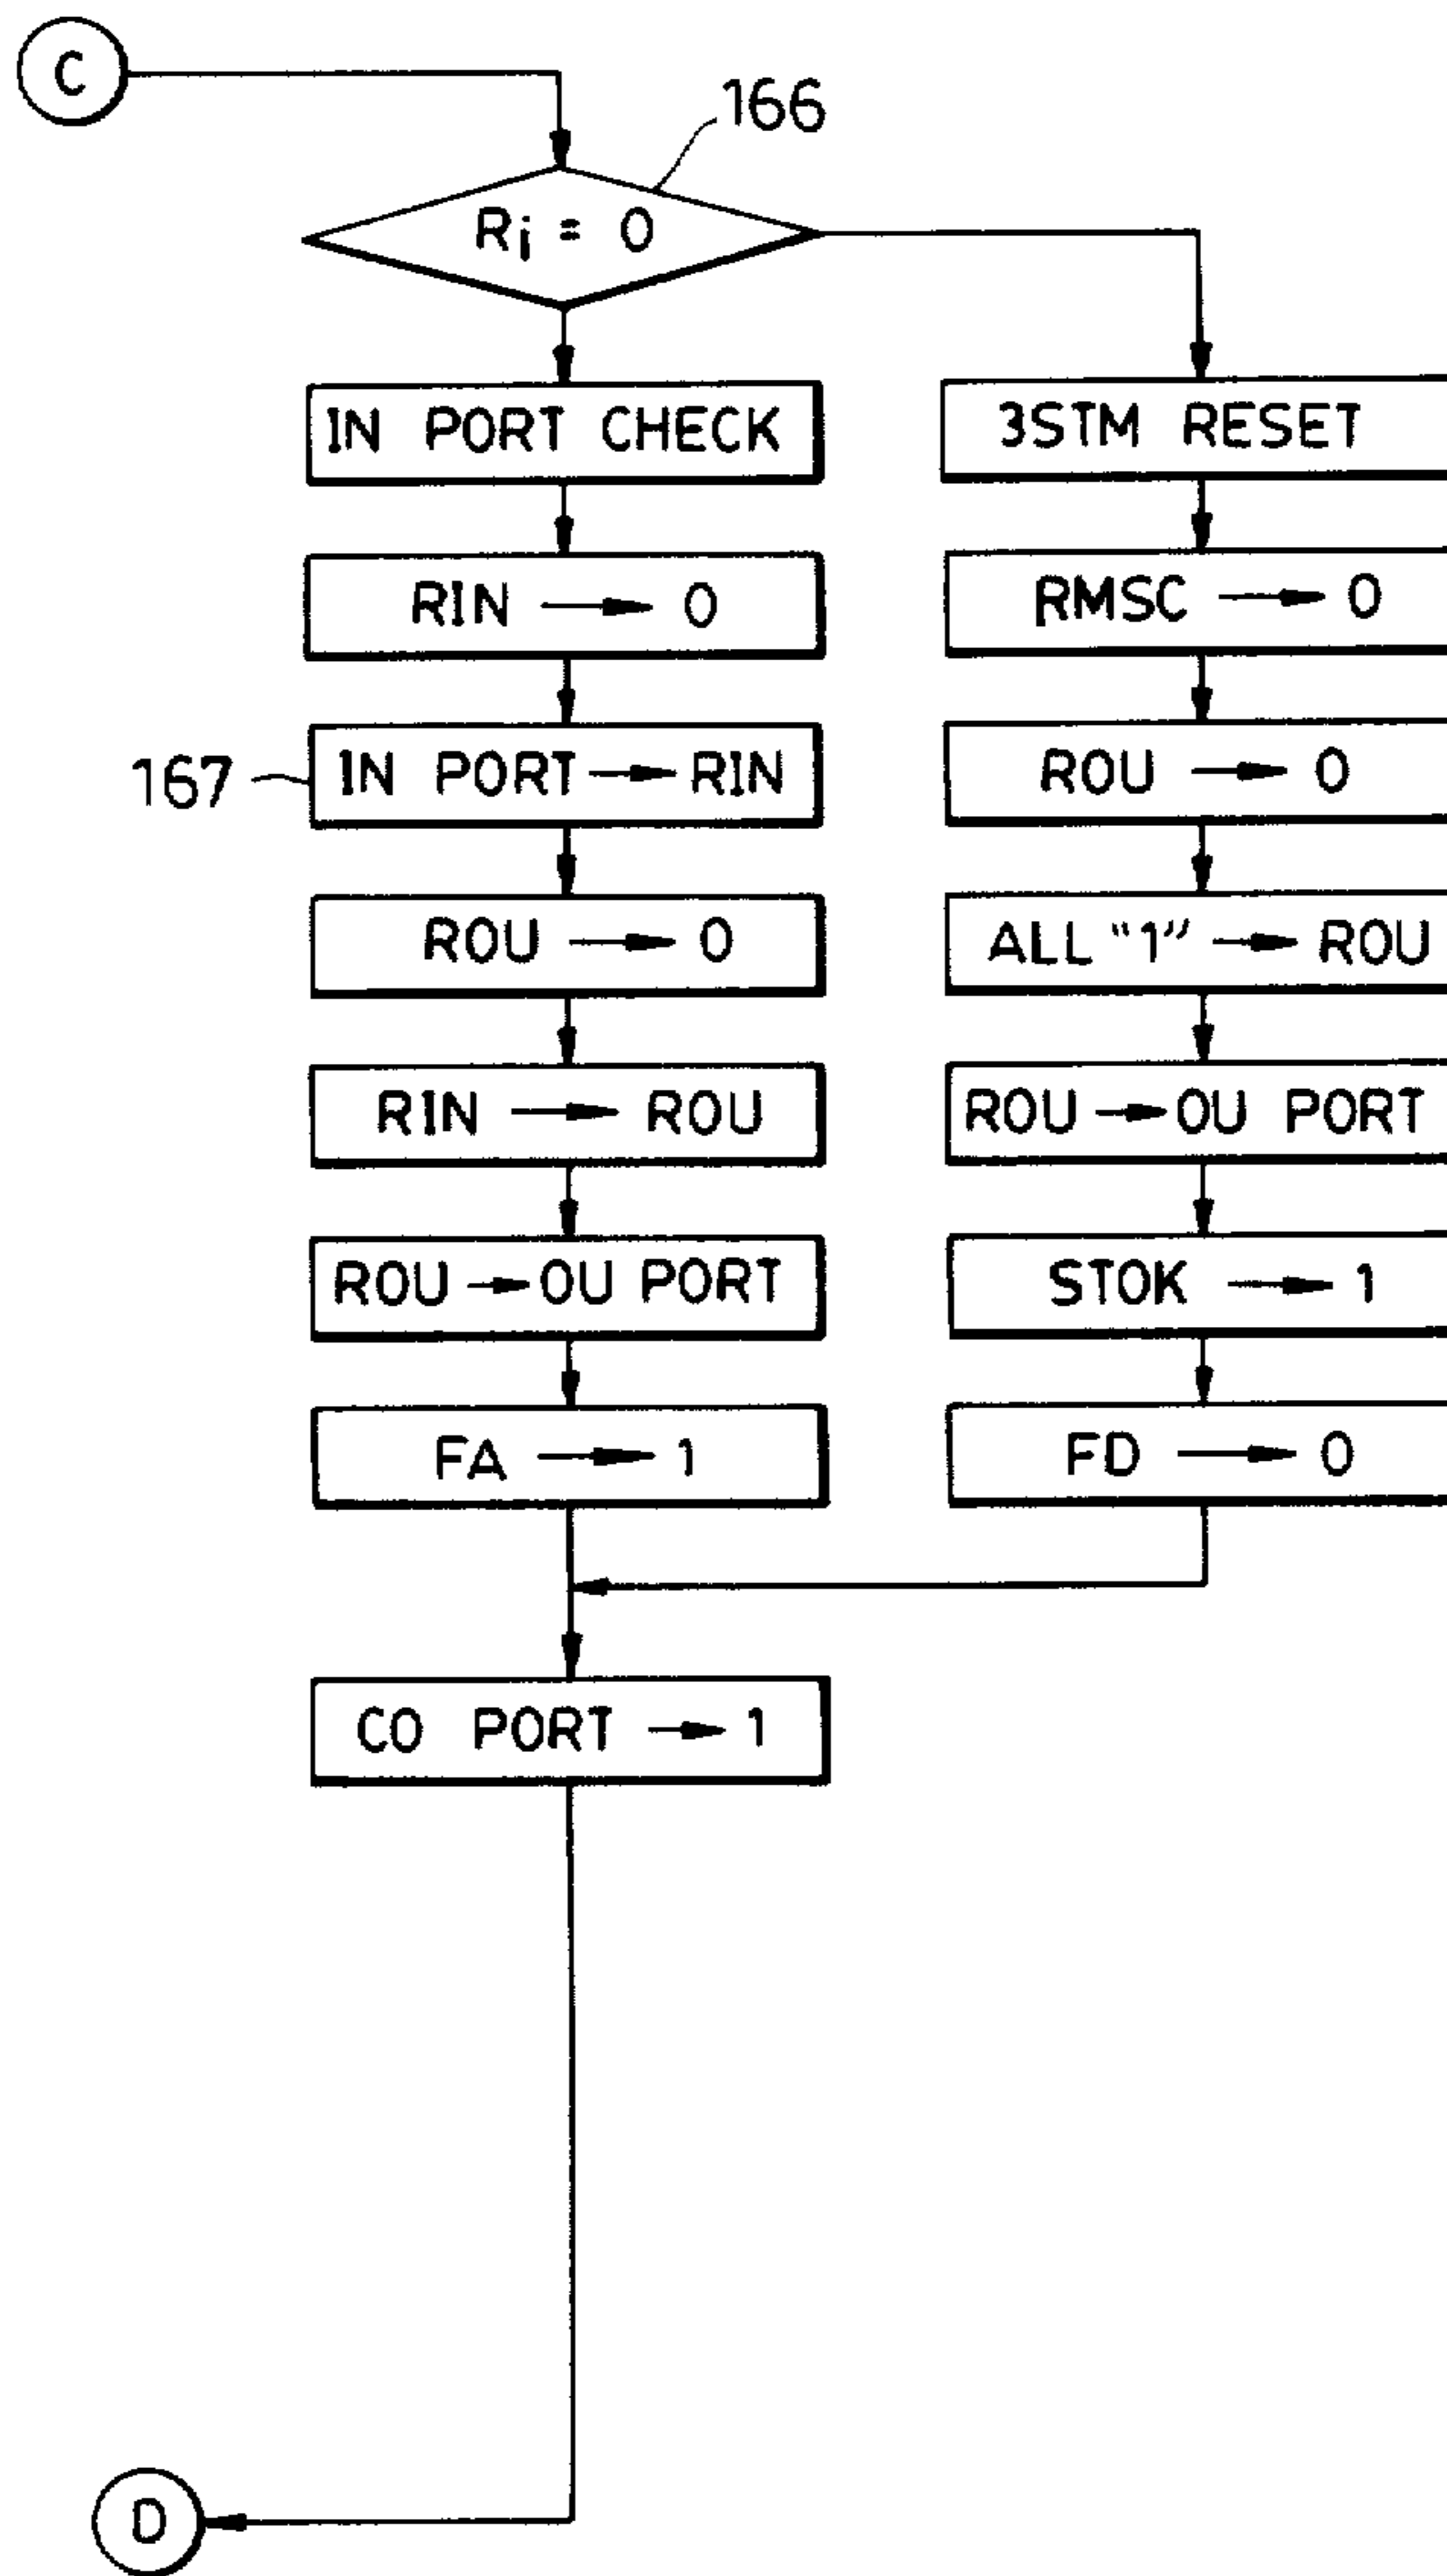 C
166
Ri = 0
IN PORT CHECK
RIN → 0
167
IN PORT → RIN
ROU → 0
RIN → ROU
ROU → OU PORT
FA → 1
3STM RESET
RMSC → 0
ROU → 0
ALL "1" → ROU
ROU → OU PORT
STOK → 1
FD → 0
CO PORT → 1
D